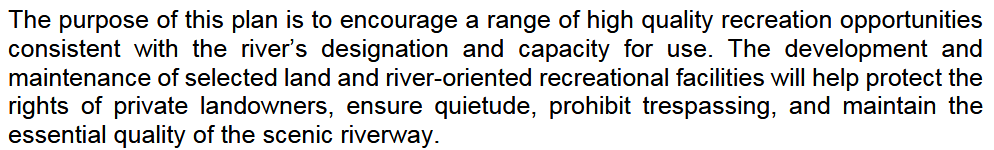 The purpose of this plan is to encourage a range of high quality recreation opportunities
consistent with the river’s designation and capacity for use. The development and
maintenance of selected land and river-oriented recreational facilities will help protect the
rights of private landowners, ensure quietude, prohibit trespassing, and maintain the
essential quality of the scenic riverway.